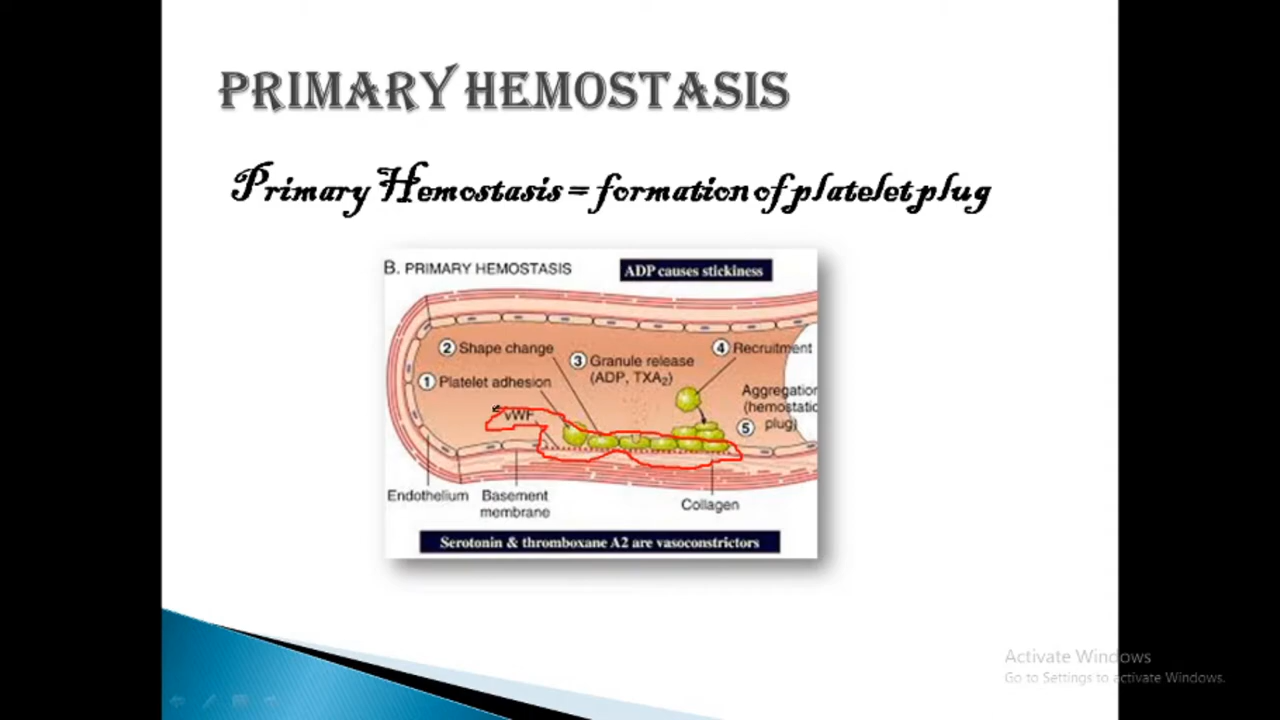 PRIMARY HEMOSTASIS
Primary Hemostasis = formation of platelet plug
B. PRIMARY HEMOSTASIS
ADP causes stickiness
2 Shape change
3 Granule release
(ADP, TXA₂)
4 Recruitment
1 Platelet adhesion
Aggregation
(hemostatic
plug)
5
vWF
Endothelium
Basement
membrane
Collagen
Serotonin & thromboxane A2 are vasoconstrictors
Activate Windows
Go to Settings to activate Windows.